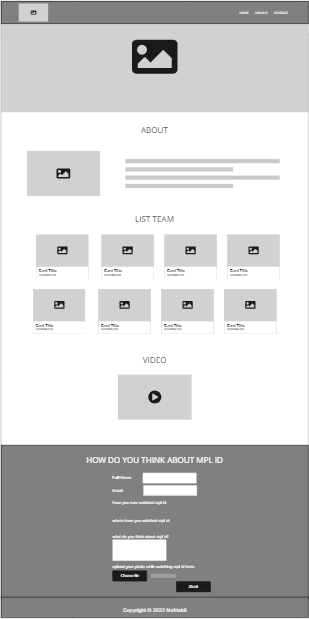 HOME ABOUT CONTACT
ABOUT
LIST TEAM
Card Title
Card Title
Card Title
Card Title
Card Title
Card Title
Card Title
Card Title
VIDEO
HOW DO YOU THINK ABOUT MPL ID
Full Name
Email
have you ever watched mpl id
where have you watched mpl id
what do you think about mpl id?
upload your photo while watching mpl id here
Choose file
Submit
Copyright © 2023